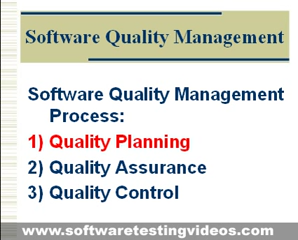 Software Quality Management
Software Quality Management
Process:
1) Quality Planning
2) Quality Assurance
3) Quality Control
www.softwaretestingvideos.com